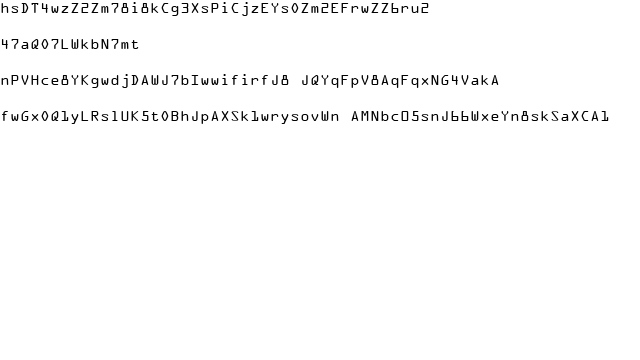 hsDT4wzZ2Zm78i8kCg3XsPiCjzEYs0Zm2EFrwZZ6ru2
47aQ07LWkbN7mt
nPVHce8YKgwdjDAWJ7bIwwifirfJ8 JQYqFpV8AqFqxNG4VakA
fwGx0Q1yLRslUK5t0BhJpAXSk1wrysovWn AMNbcO5snJ66WxeYn8skSaXCA1